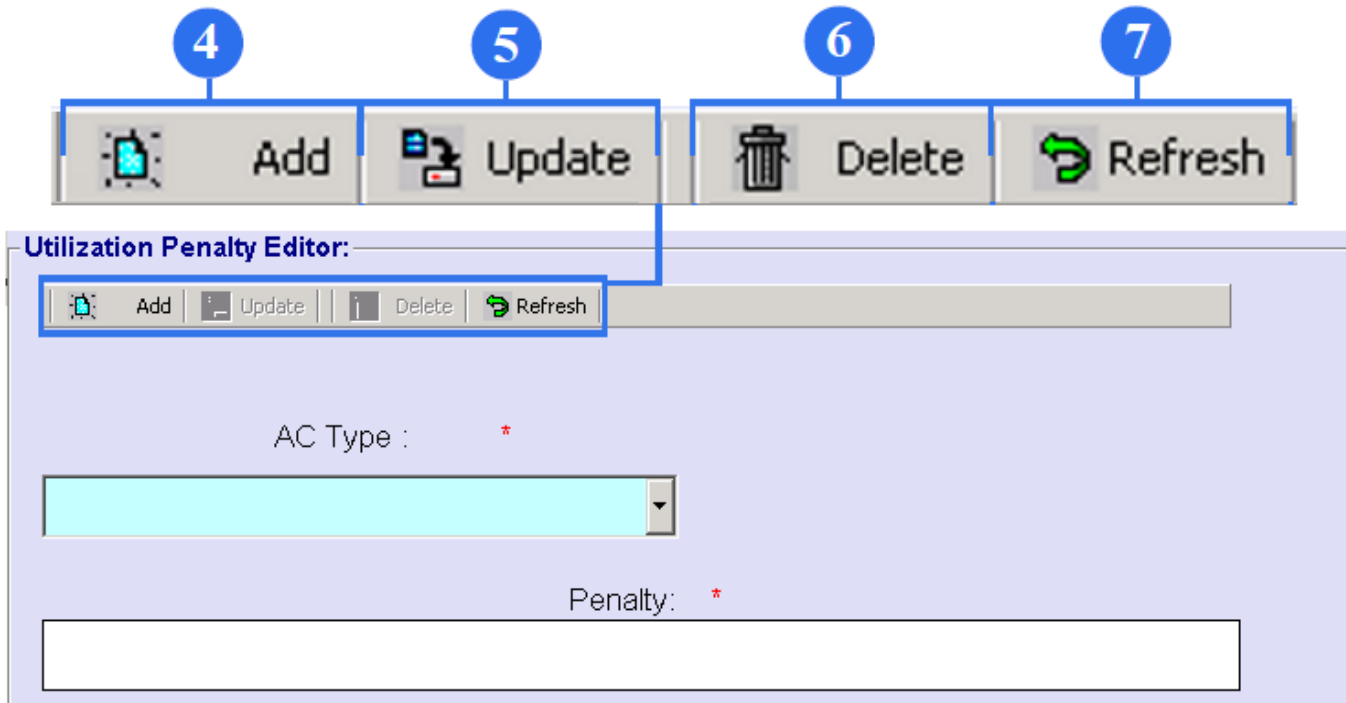 4 5 6 7
Add Update Delete Refresh
Utilization Penalty Editor:
Add Update Delete Refresh
AC Type : *
Penalty: *